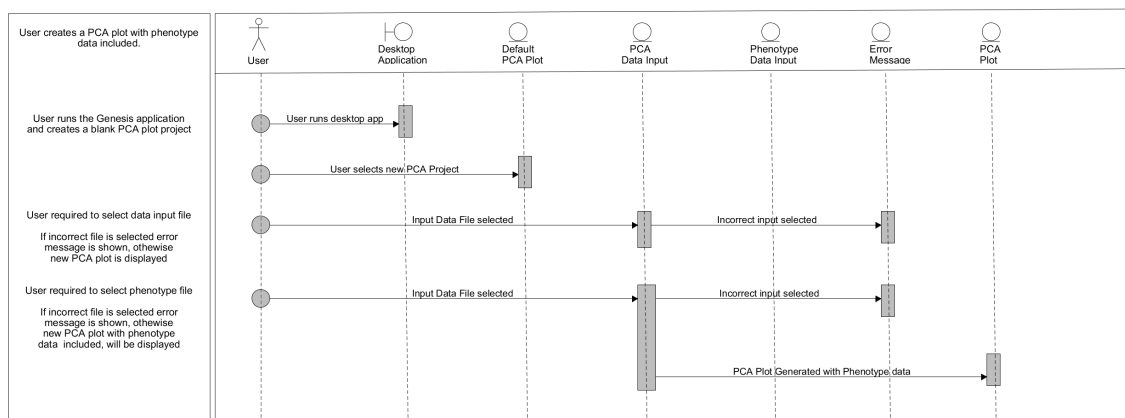 User creates a PCA plot with phenotype
data included.
User
Desktop
Application
Default
PCA Plot
PCA
Data Input
Phenotype
Data Input
Error
Message
PCA
Plot
User runs the Genesis application
and creates a blank PCA plot project
User runs desktop app
User selects new PCA Project
User required to select data input file
If incorrect file is selected error
message is shown, othewise
new PCA plot is displayed
Input Data File selected
Incorrect input selected
User required to select phenotype file
If incorrect file is selected error
message is shown, othewise
new PCA plot with phenotype
data included, will be displayed
Input Data File selected
Incorrect input selected
PCA Plot Generated with Phenotype data